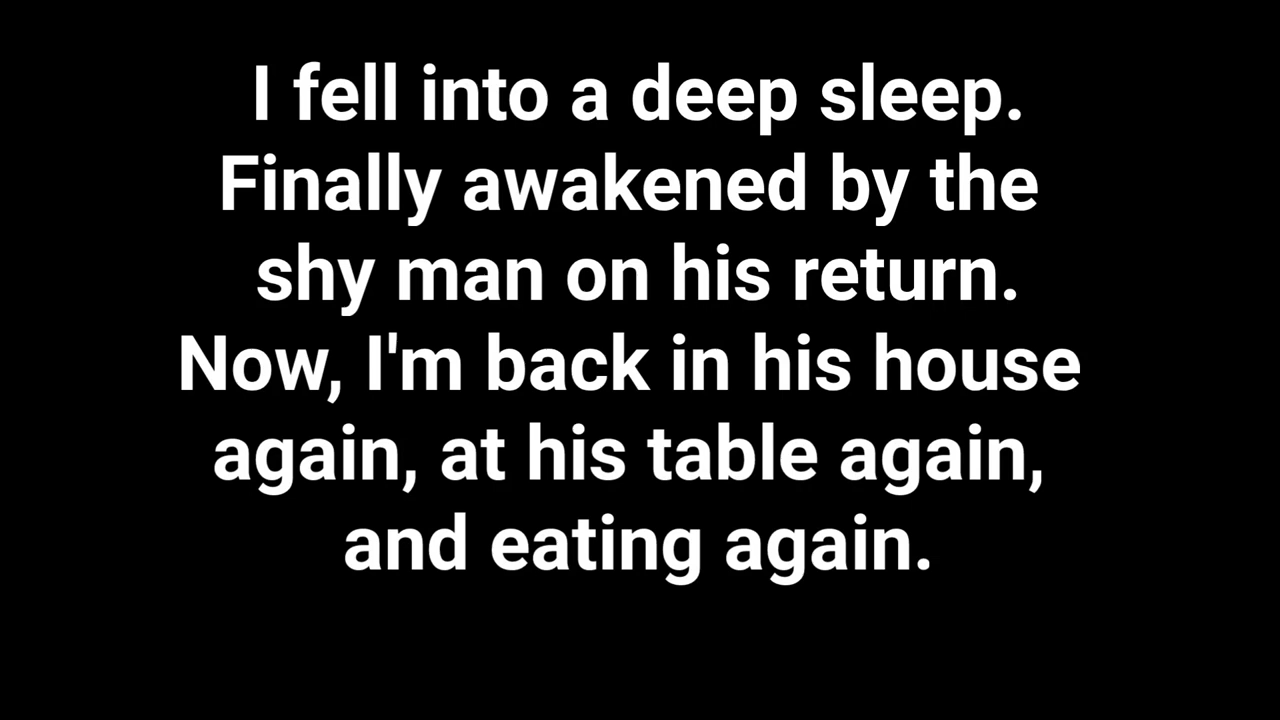 I fell into a deep sleep.
Finally awakened by the
shy man on his return.
Now, I'm back in his house
again, at his table again,
and eating again.